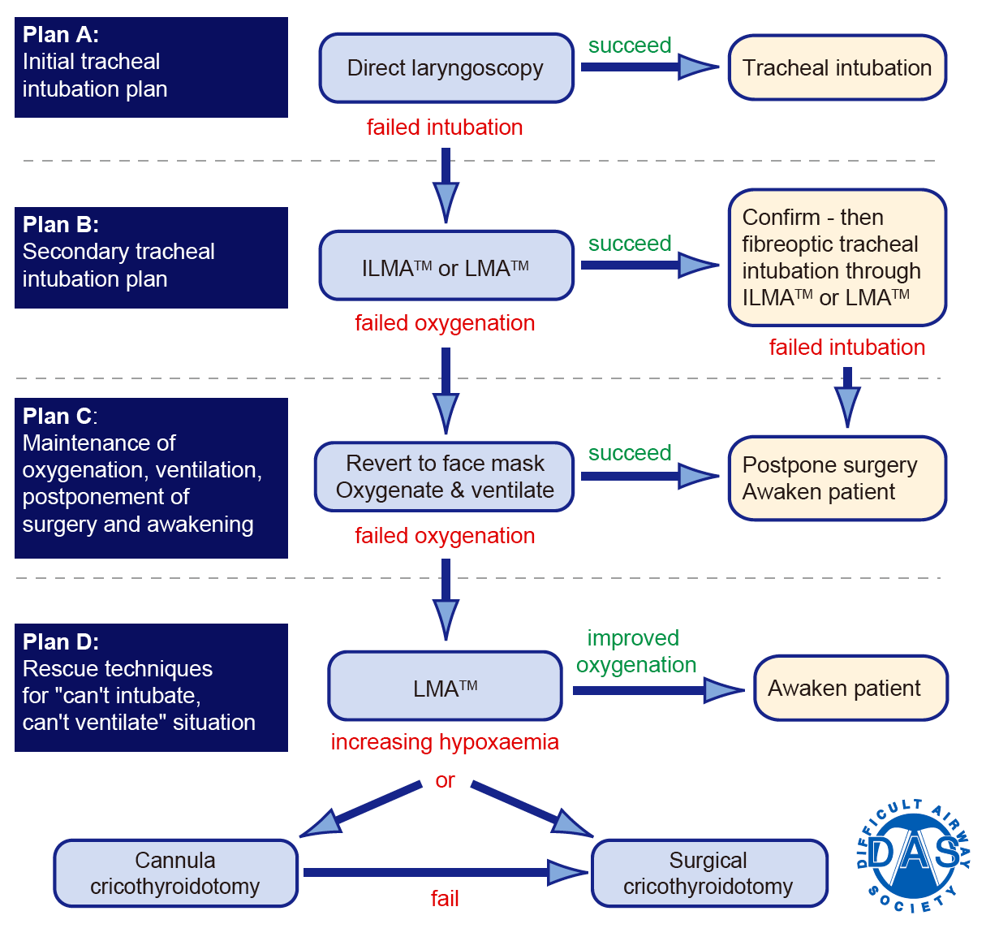 Plan A:
Initial tracheal
intubation plan
Direct laryngoscopy
succeed
Tracheal intubation
failed intubation
Plan B:
Secondary tracheal
intubation plan
ILMA™ or LMA™
succeed
Confirm - then
fibreoptic tracheal
intubation through
ILMA™ or LMA™
failed oxygenation
failed intubation
Plan C:
Maintenance of
oxygenation, ventilation,
postponement of
surgery and awakening
Revert to face mask
Oxygenate & ventilate
succeed
Postpone surgery
Awaken patient
failed oxygenation
Plan D:
Rescue techniques
for "can't intubate,
can't ventilate" situation
LMA™
improved
oxygenation
Awaken patient
increasing hypoxaemia
or
Cannula
cricothyroidotomy
fail
Surgical
cricothyroidotomy
DIFFICULT AIRWAY
DAS
SOCIETY